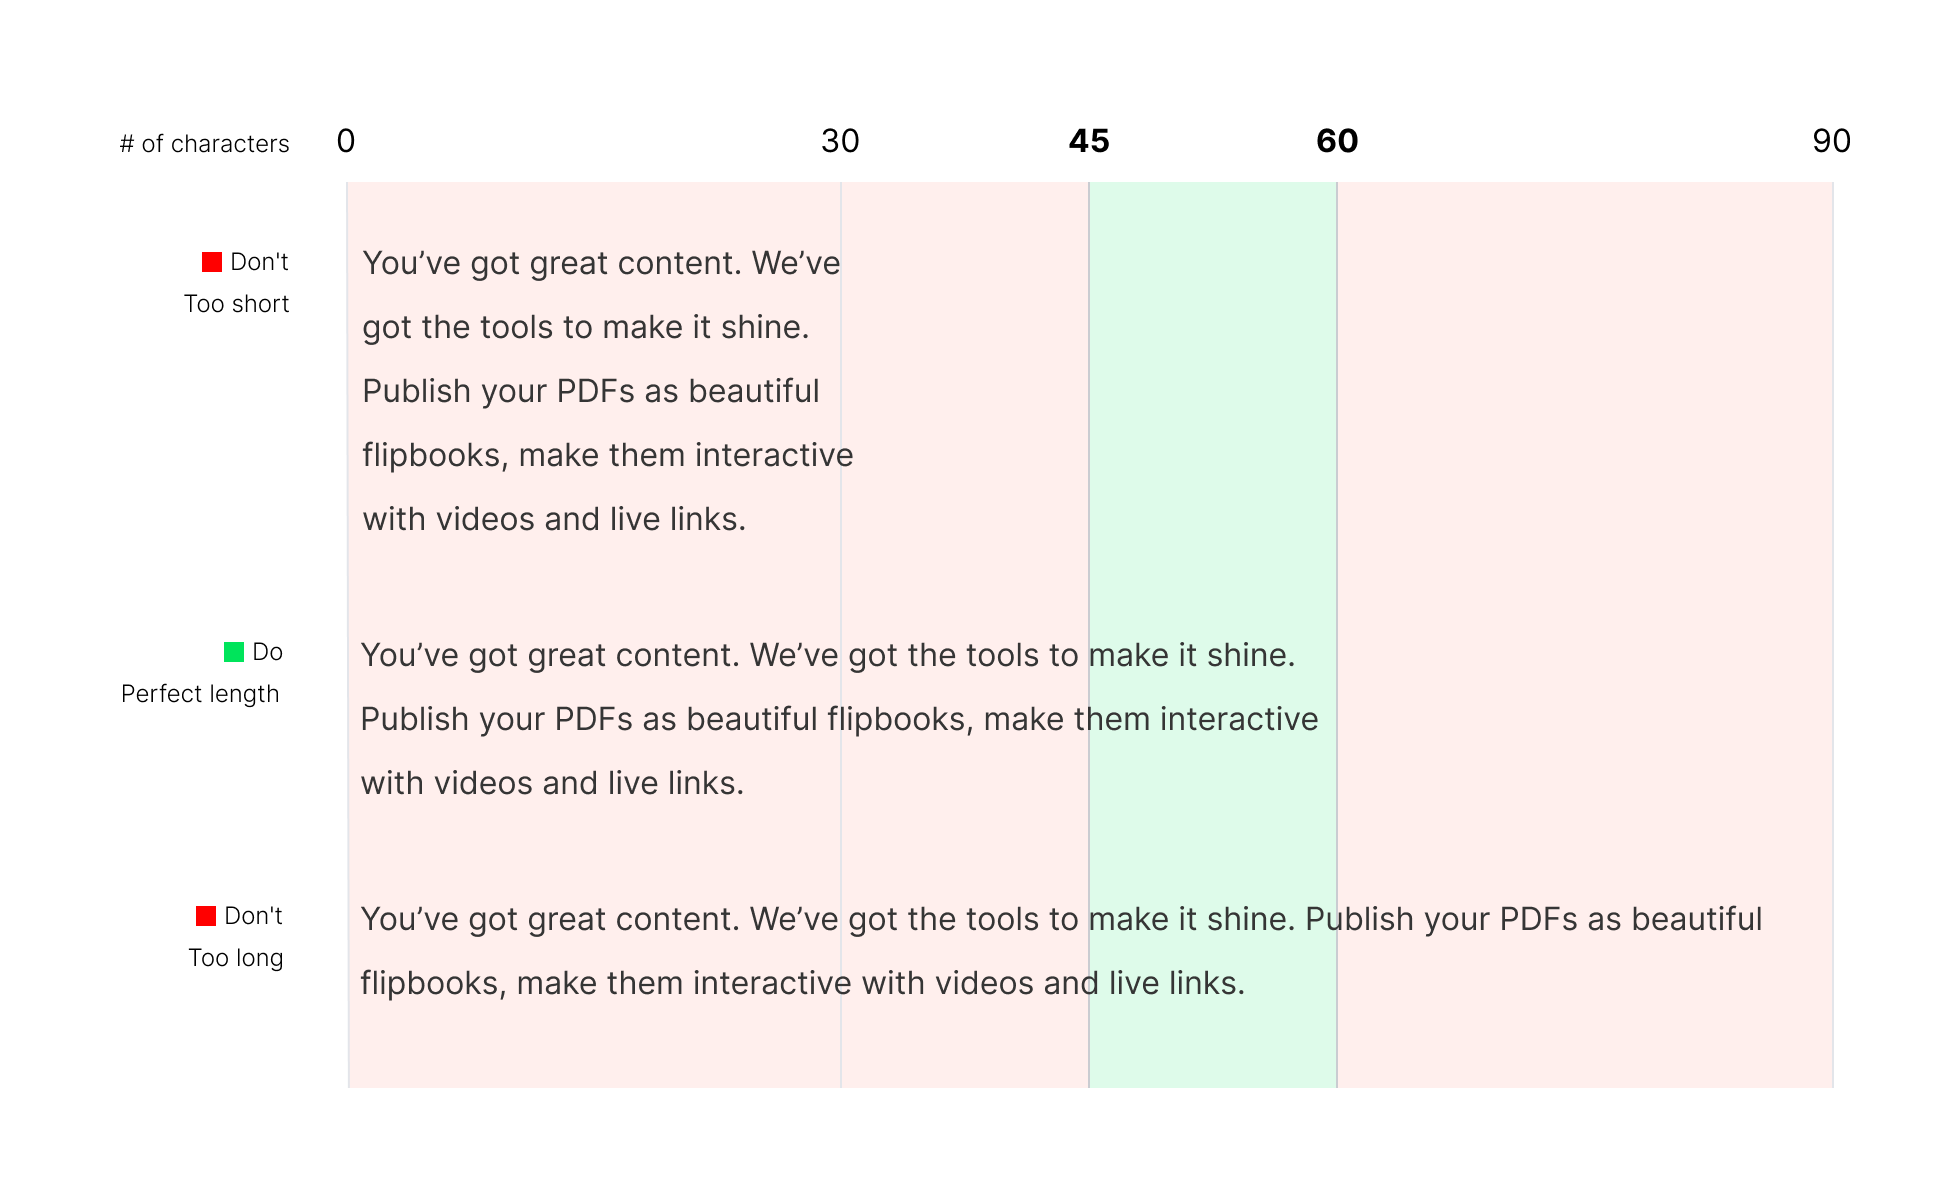 # of characters 0 30 45 60 90
Don't
Too short
You’ve got great content. We’ve
got the tools to make it shine.
Publish your PDFs as beautiful
flipbooks, make them interactive
with videos and live links.
Do
Perfect length
You’ve got great content. We’ve got the tools to make it shine.
Publish your PDFs as beautiful flipbooks, make them interactive
with videos and live links.
Don't
Too long
You’ve got great content. We’ve got the tools to make it shine. Publish your PDFs as beautiful
flipbooks, make them interactive with videos and live links.